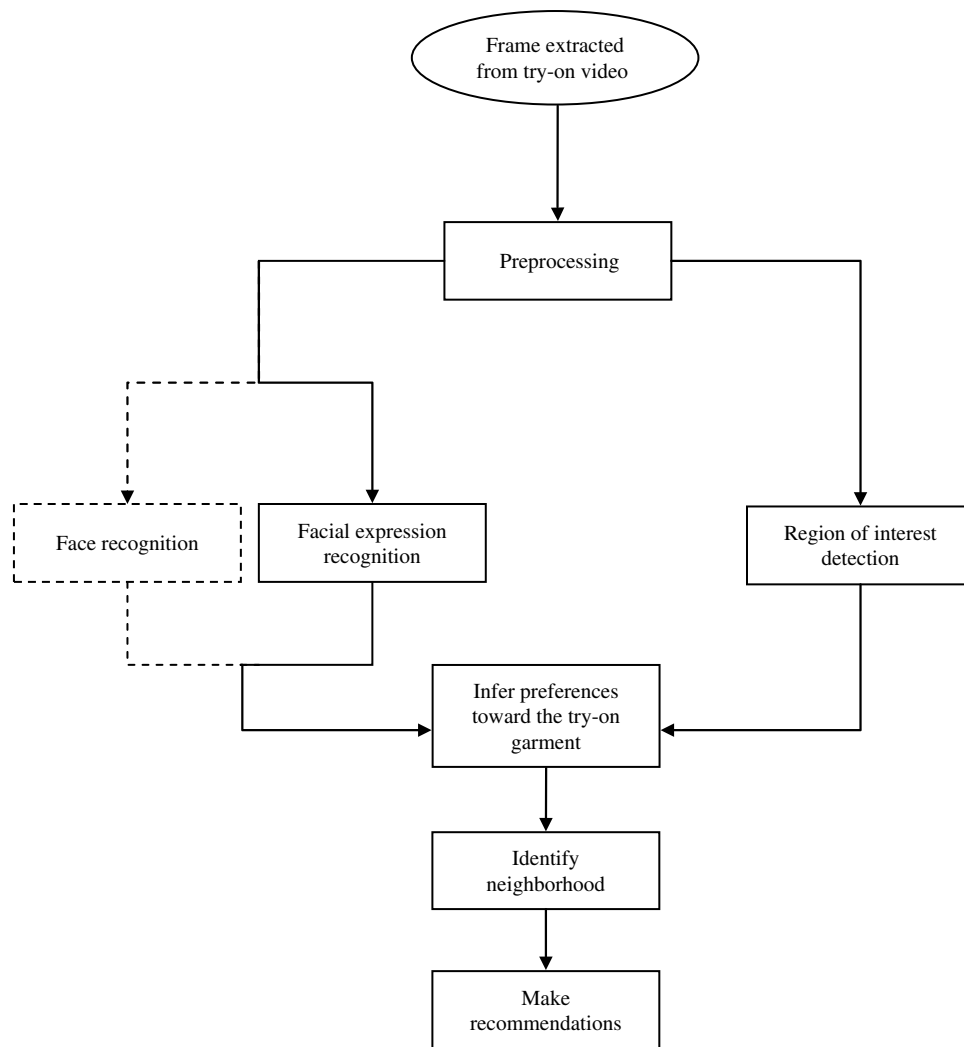 Frame extracted
from try-on video
Preprocessing
Face recognition
Facial expression
recognition
Region of interest
detection
Infer preferences
toward the try-on
garment
Identify
neighborhood
Make
recommendations